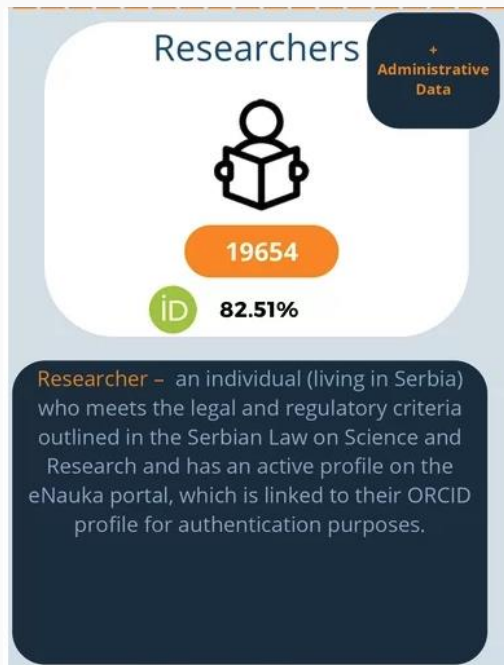 Researchers
+
Administrative
Data
19654
iD
82.51%
Researcher – an individual (living in Serbia)
who meets the legal and regulatory criteria
outlined in the Serbian Law on Science and
Research and has an active profile on the
eNauka portal, which is linked to their ORCID
profile for authentication purposes.